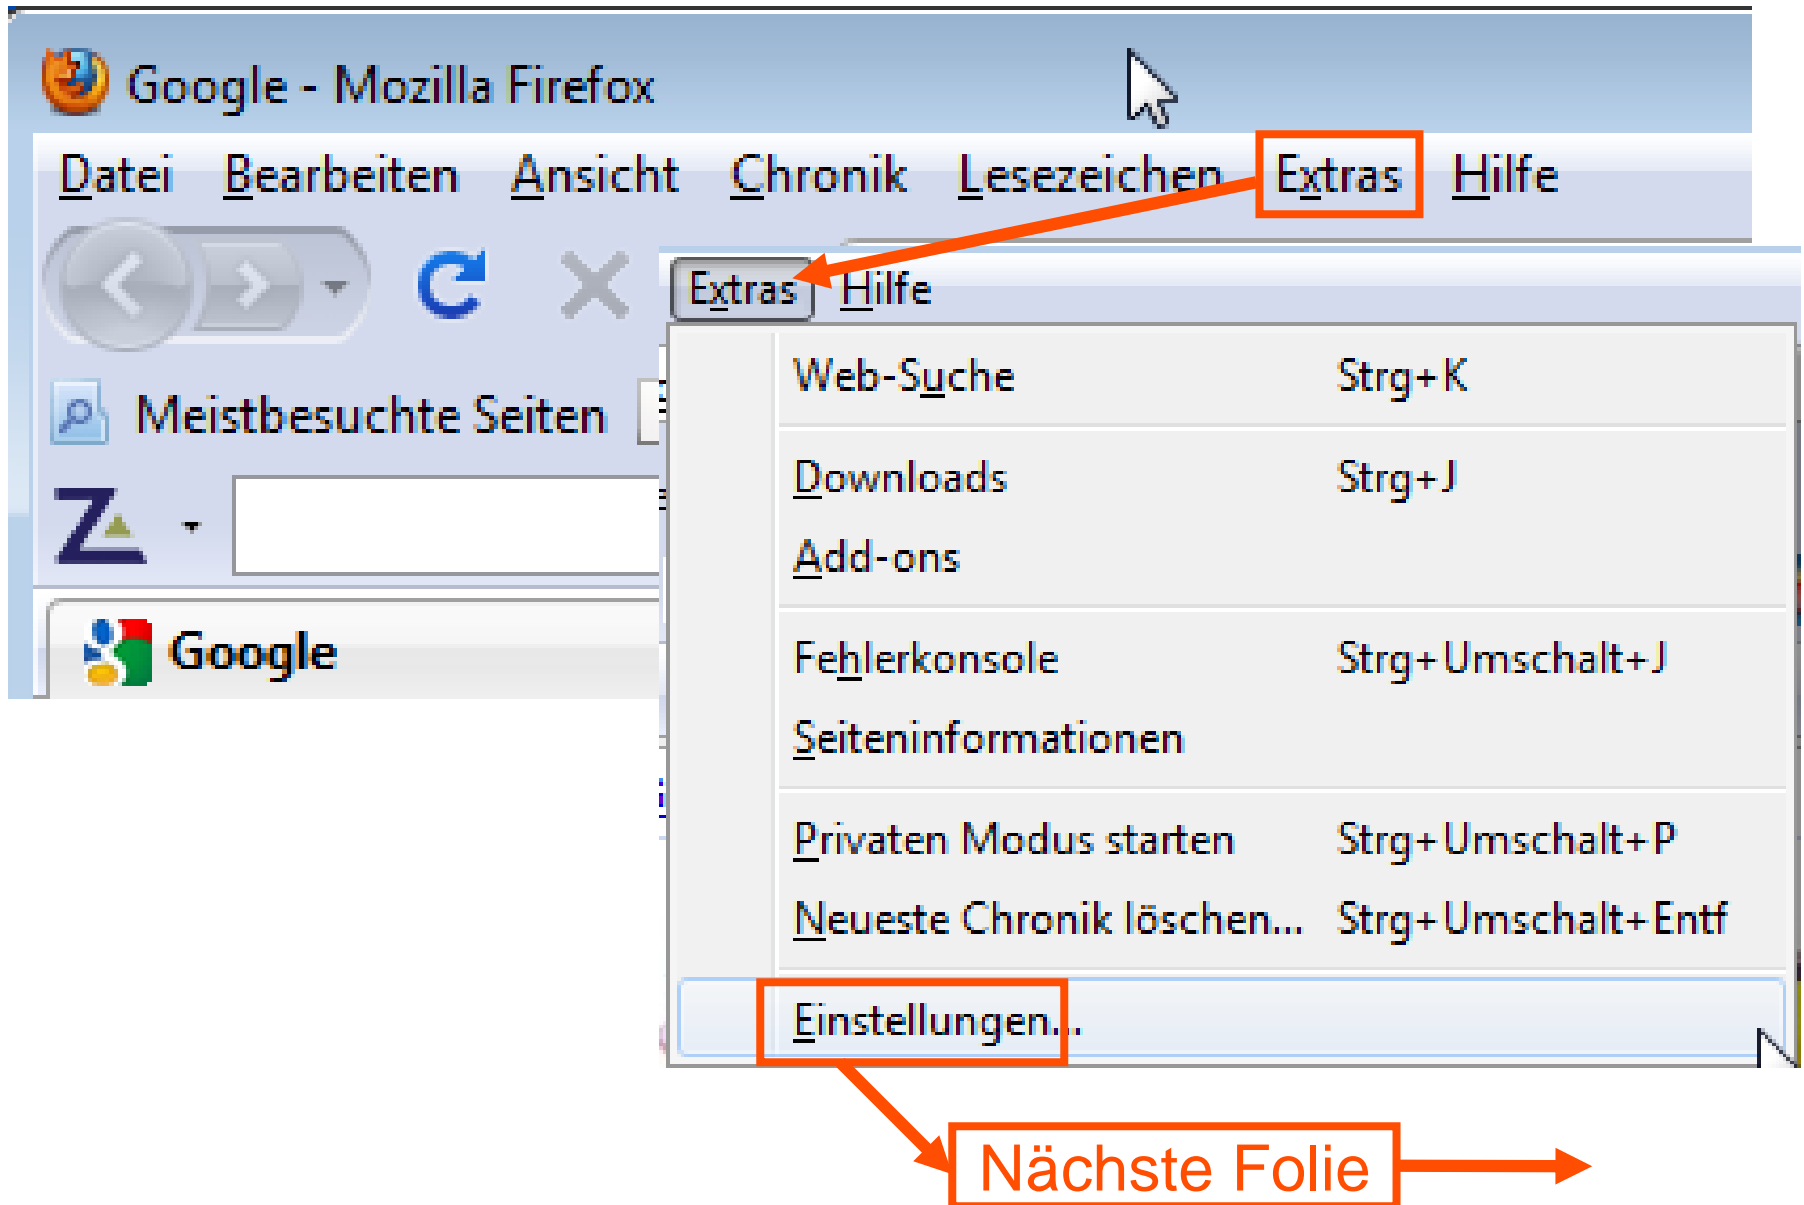 Google - Mozilla Firefox
Datei Bearbeiten Ansicht Chronik Lesezeichen Extras Hilfe
Extras Hilfe
Meistbesuchte Seiten
Google
Web-Suche Strg+K
Downloads Strg+J
Add-ons
Fehlerkonsole Strg+Umschalt+J
Seiteninformationen
Privaten Modus starten Strg+Umschalt+P
Neueste Chronik löschen... Strg+Umschalt+Entf
Einstellungen...
Nächste Folie